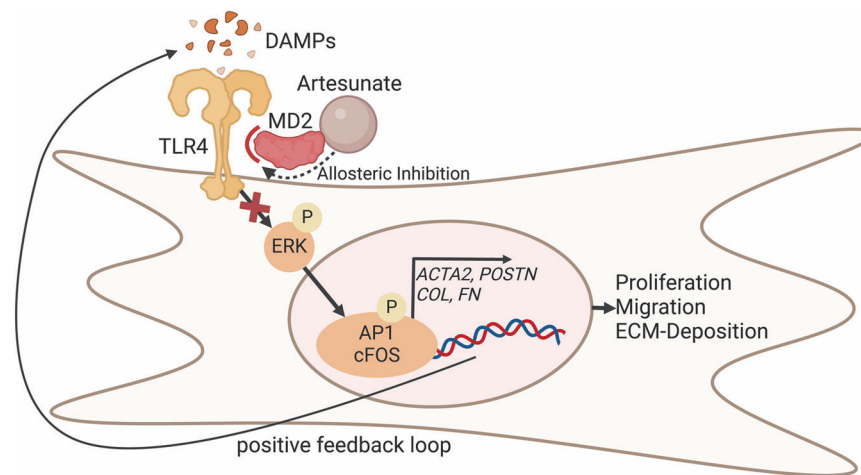 DAMPs
Artesunate
MD2
TLR4
Allosteric Inhibition
P
ERK
ACTA2, POSTN
COL, FN
P
AP1
cFOS
Proliferation
Migration
ECM-Deposition
positive feedback loop